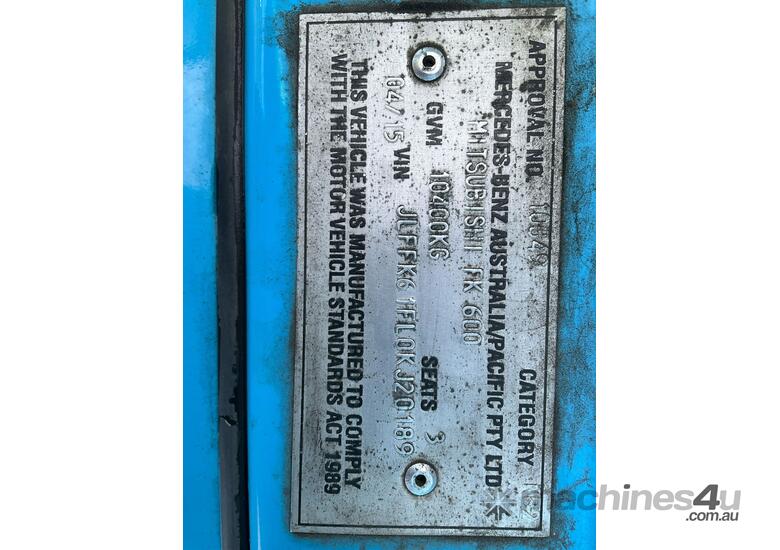 APPROVAL NO. CATEGORY
MERCEDES-BENZ AUSTRALIA/PACIFIC PTY LTD
MITSUBISHI FK 600
GVM 10400KG SEATS 3
04/15 VIN
THIS VEHICLE WAS MANUFACTURED TO COMPLY
WITH THE MOTOR VEHICLE STANDARDS ACT 1989
machines4u
.com.au